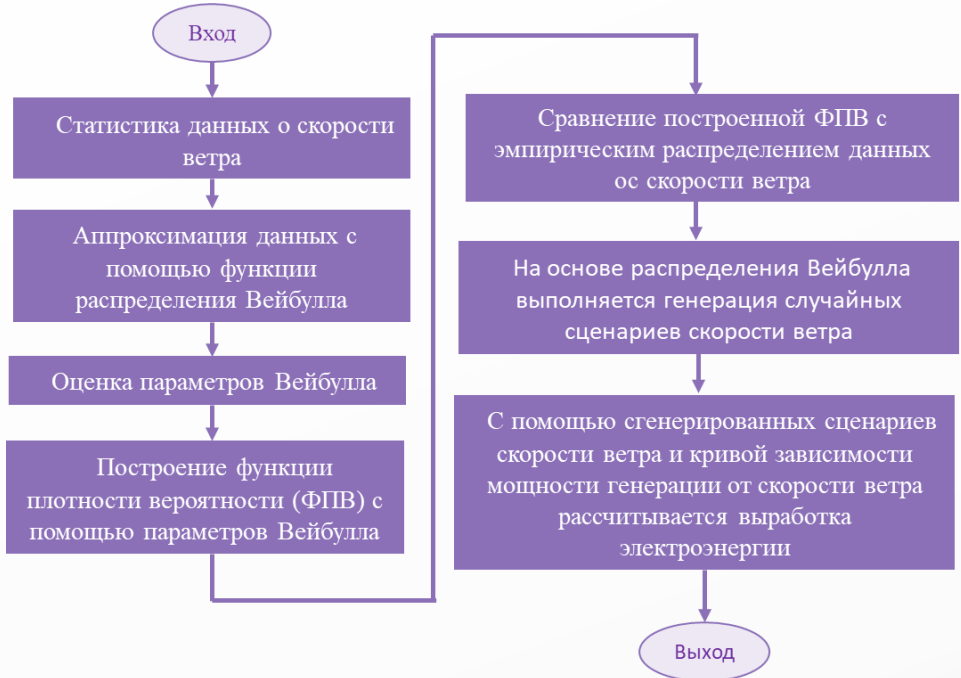 Вход
Статистика данных о скорости
ветра
Аппроксимация данных с
помощью функции
распределения Вейбулла
Оценка параметров Вейбулла
Построение функции
плотности вероятности (ФПВ) с
помощью параметров Вейбулла
Сравнение построенной ФПВ с
эмпирическим распределением данных
ос скорости ветра
На основе распределения Вейбулла
выполняется генерация случайных
сценариев скорости ветра
С помощью сгенерированных сценариев
скорости ветра и кривой зависимости
мощности генерации от скорости ветра
рассчитывается выработка
электроэнергии
Выход